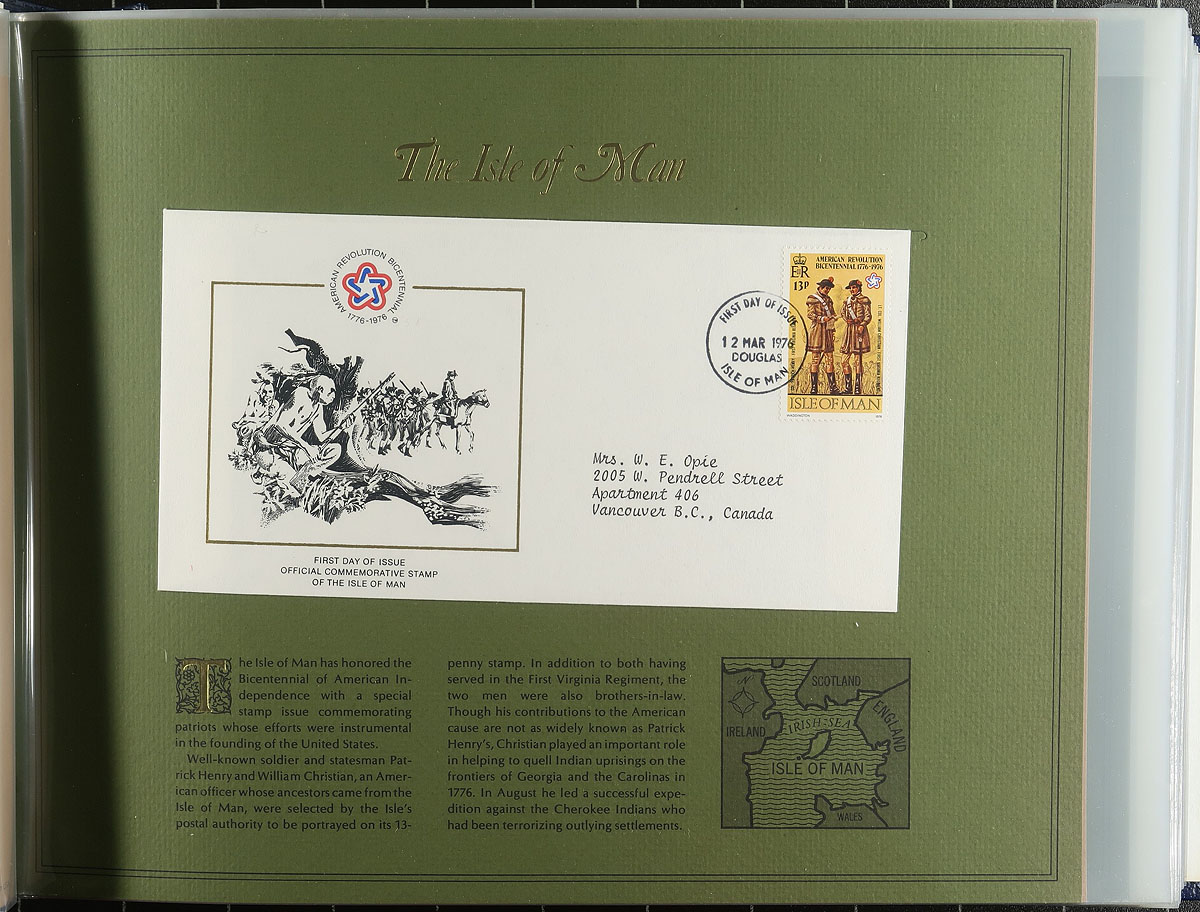 The Isle of Man
AMERICAN REVOLUTION BICENTENNIAL
1776-1976
FIRST DAY OF ISSUE
OFFICIAL COMMEMORATIVE STAMP
OF THE ISLE OF MAN
FIRST DAY OF ISSUE
12 MAR 1976
DOUGLAS
ISLE OF MAN
AMERICAN REVOLUTION
BICENTENNIAL 1776-1976
ER
13P
ISLE OF MAN
WADDINGTON
1976
Mrs. W. E. Opie
2005 W. Pendrell Street
Apartment 406
Vancouver B.C., Canada
The Isle of Man has honored the
Bicentennial of American In-
dependence with a special
stamp issue commemorating
patriots whose efforts were instrumental
in the founding of the United States.
Well-known soldier and statesman Pat-
rick Henry and William Christian, an Amer-
ican officer whose ancestors came from the
Isle of Man, were selected by the Isle's
postal authority to be portrayed on its 13-
penny stamp. In addition to both having
served in the First Virginia Regiment, the
two men were also brothers-in-law.
Though his contributions to the American
cause are not as widely known as Patrick
Henry's, Christian played an important role
in helping to quell Indian uprisings on the
frontiers of Georgia and the Carolinas in
1776. In August he led a successful expe-
dition against the Cherokee Indians who
had been terrorizing outlying settlements.
N
SCOTLAND
ENGLAND
IRELAND
IRISH SEA
ISLE OF MAN
WALES